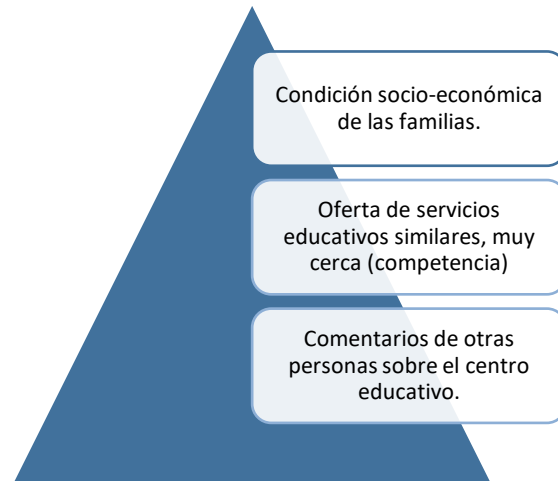 Condición socio-económica
de las familias.
Oferta de servicios
educativos similares, muy
cerca (competencia)
Comentarios de otras
personas sobre el centro
educativo.